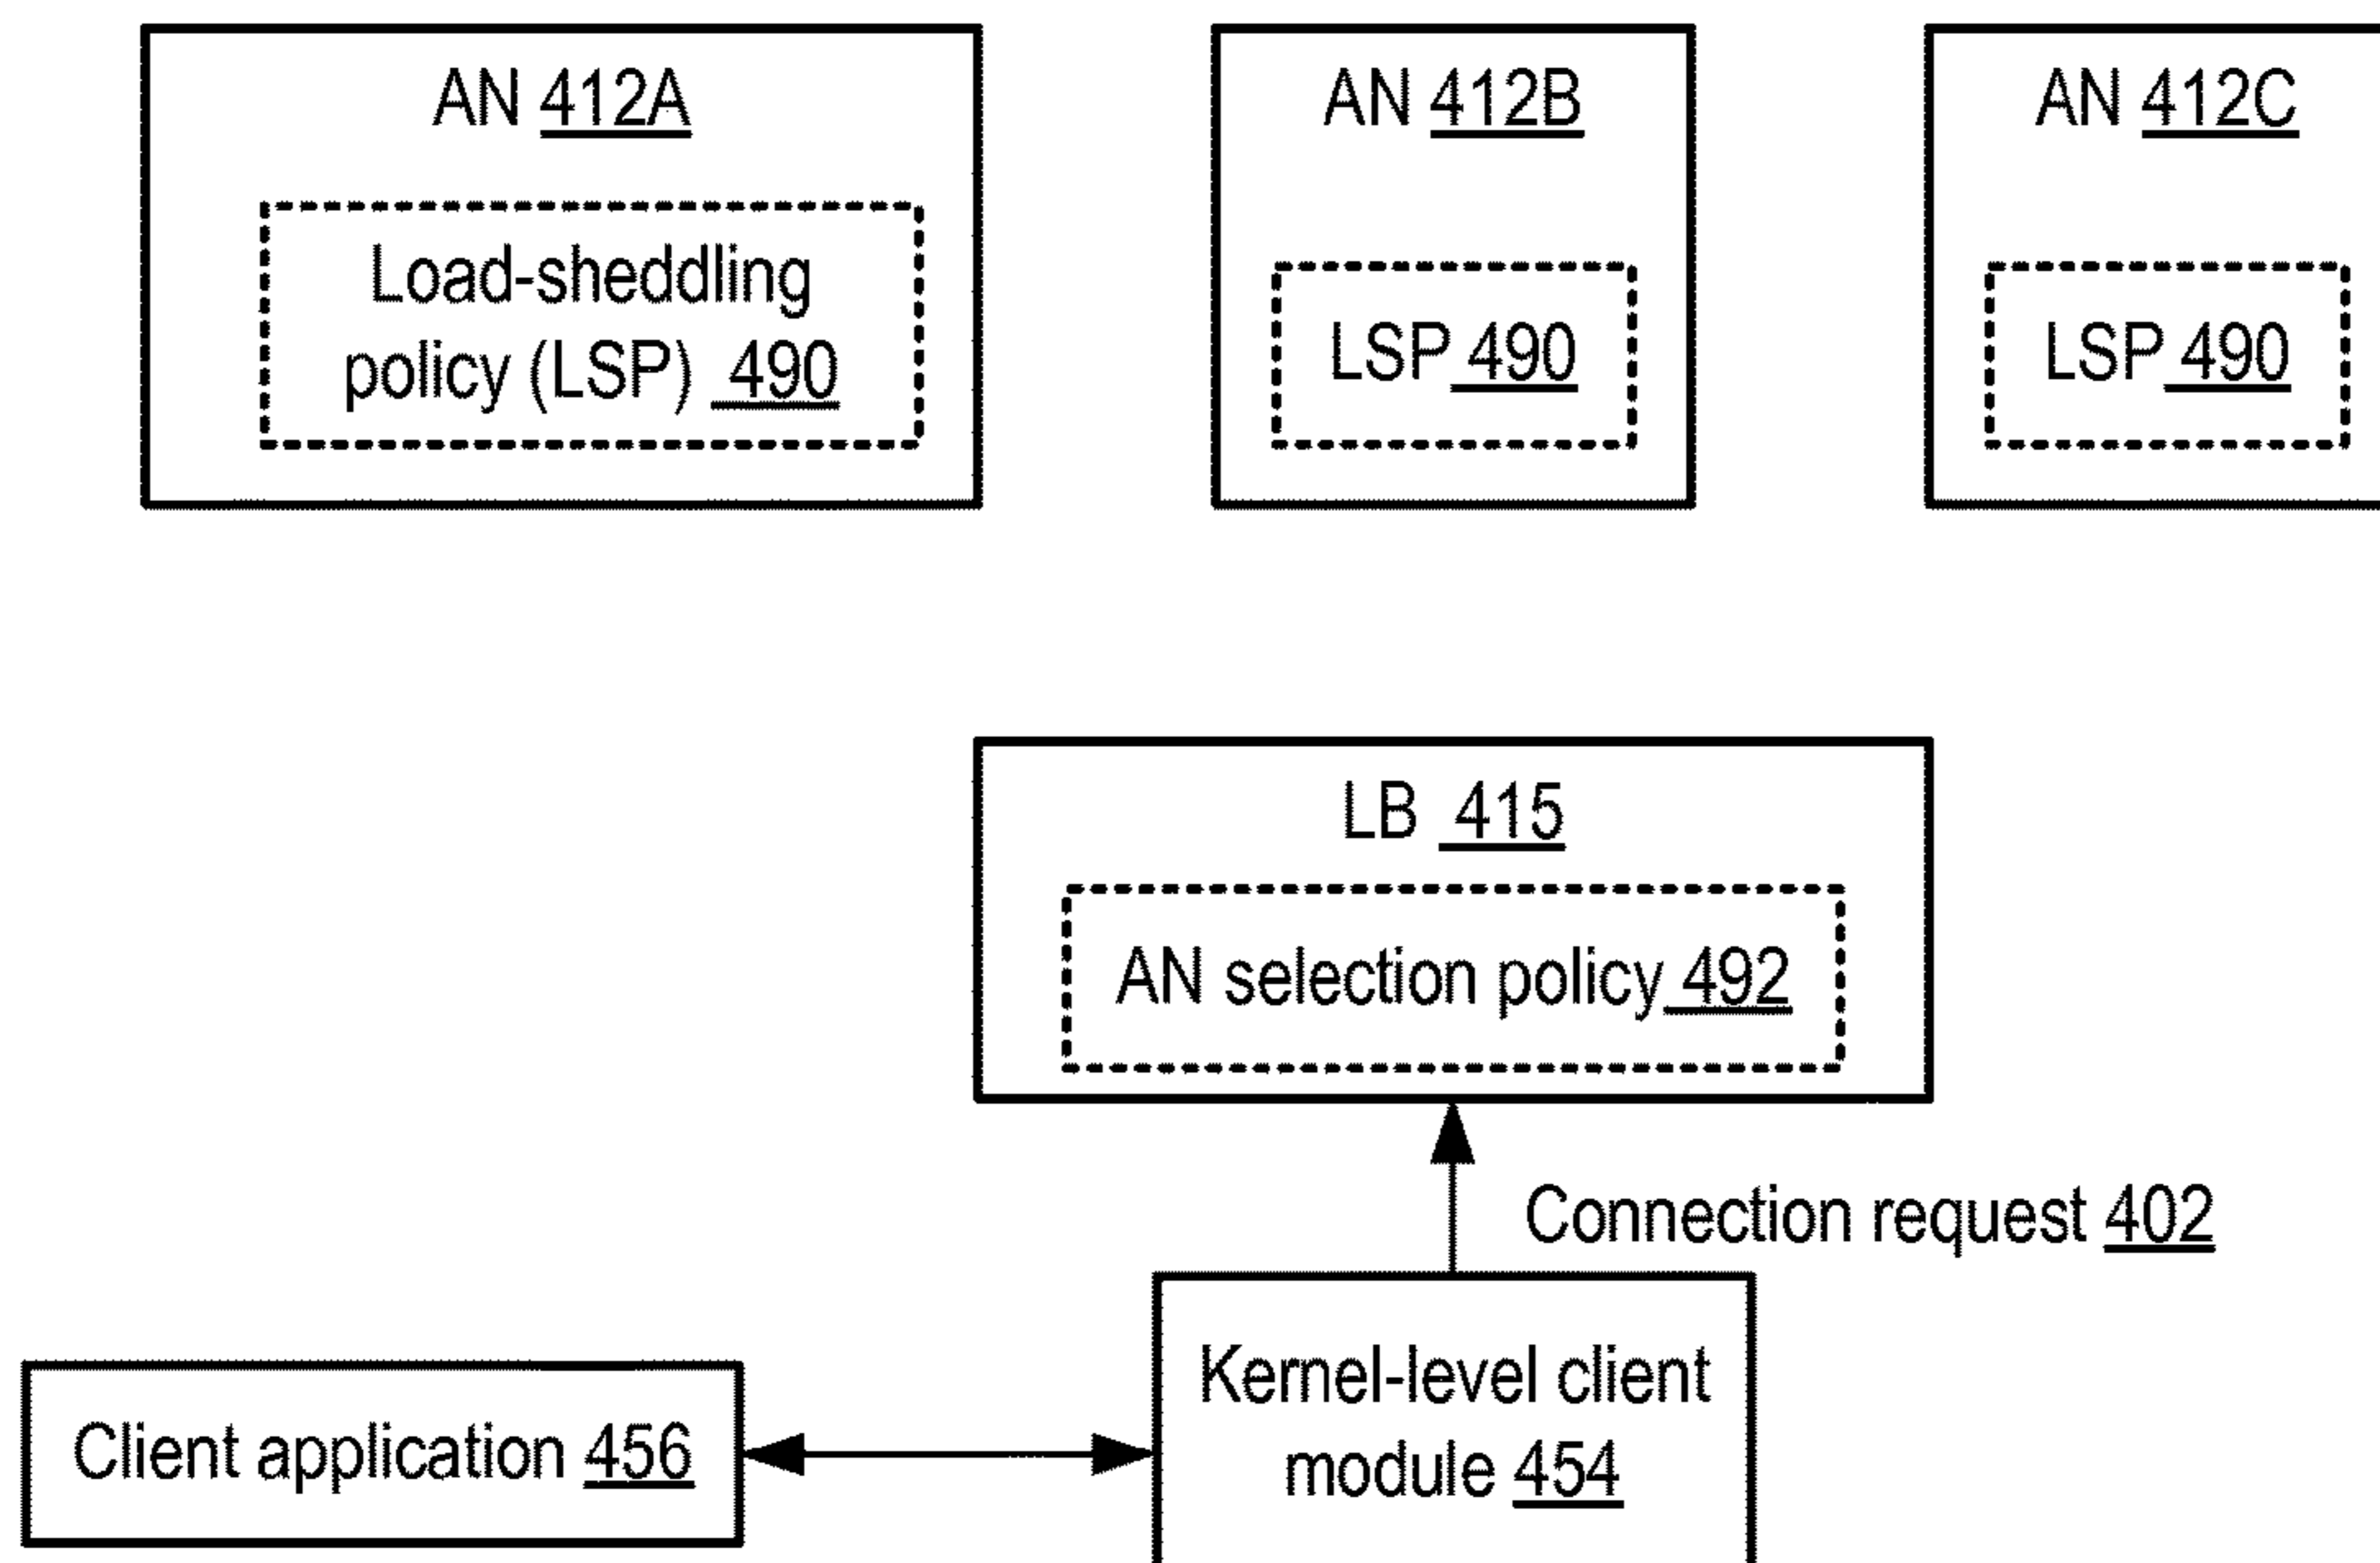 AN 412A
Load-sheddling
policy (LSP) 490
AN 412B
LSP 490
AN 412C
LSP 490
LB 415
AN selection policy 492
Connection request 402
Client application 456
Kernel-level client
module 454